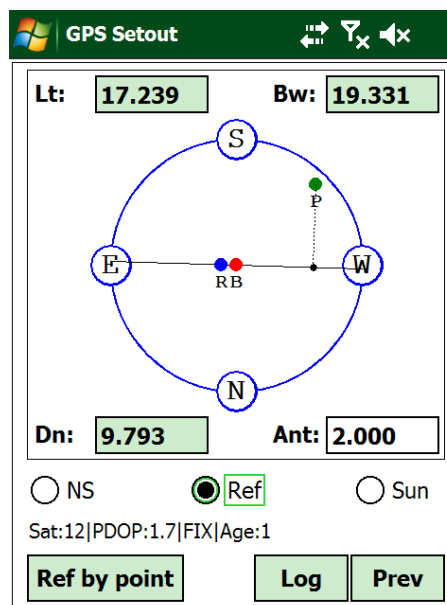 GPS Setout
Lt: 17.239 Bw: 19.331
S
P
E W
RB
N
Dn: 9.793 Ant: 2.000
NS Ref Sun
Sat:12|PDOP:1.7|FIX|Age:1
Ref by point Log Prev